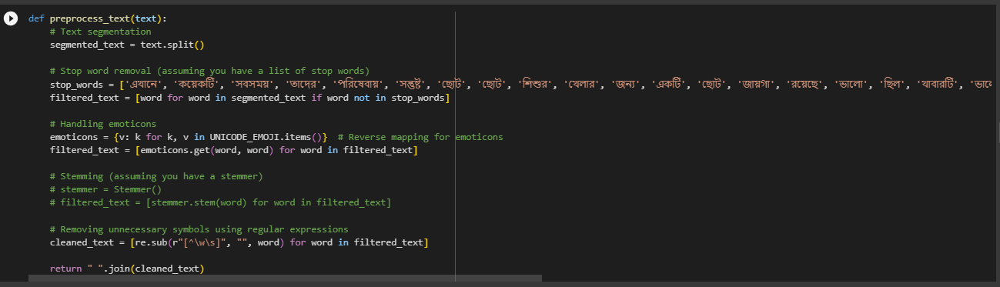 def preprocess_text(text):
    # Text segmentation
    segmented_text = text.split()

    # Stop word removal (assuming you have a list of stop words)
    stop_words = ['এখানে', 'কয়েকটি', 'সবসময়', 'তাদের', 'পরিষেবায়', 'সন্তুষ্ট', 'ছোট', 'ছোট', 'শিশুর', 'খেলার', 'জন্য', 'একটি', 'ছোট', 'জায়গা', 'রয়েছে', 'ভালো', 'ছিল', 'খাবারটি',
    filtered_text = [word for word in segmented_text if word not in stop_words]

    # Handling emoticons
    emoticons = {v: k for k, v in UNICODE_EMOJI.items()}  # Reverse mapping for emoticons
    filtered_text = [emoticons.get(word, word) for word in filtered_text]

    # Stemming (assuming you have a stemmer)
    # stemmer = Stemmer()
    # filtered_text = [stemmer.stem(word) for word in filtered_text]

    # Removing unnecessary symbols using regular expressions
    cleaned_text = [re.sub(r"[^\w\s]", "", word) for word in filtered_text]

    return " ".join(cleaned_text)